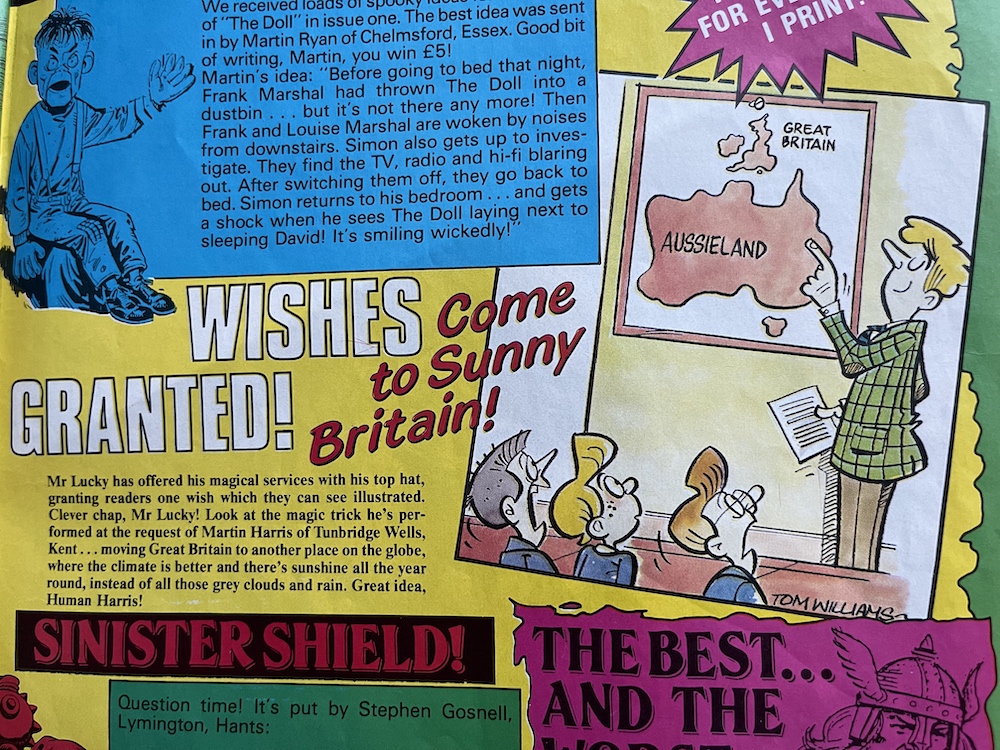 We received loads of spooky ideas
of "The Doll" in issue one. The best idea was sent
in by Martin Ryan of Chelmsford, Essex. Good bit
of writing, Martin, you win £5!
Martin's idea: "Before going to bed that night,
Frank Marshal had thrown The Doll into a
dustbin . . . but it's not there any more! Then
Frank and Louise Marshal are woken by noises
from downstairs. Simon also gets up to inves-
tigate. They find the TV, radio and hi-fi blaring
out. After switching them off, they go back to
bed. Simon returns to his bedroom . . . and gets
a shock when he sees The Doll laying next to
sleeping David! It's smiling wickedly!"
FOR
I PRINT!
GREAT
BRITAIN
AUSSIELAND
WISHES
GRANTED!
Come
to Sunny
Britain!
Mr Lucky has offered his magical services with his top hat,
granting readers one wish which they can see illustrated.
Clever chap, Mr Lucky! Look at the magic trick he's per-
formed at the request of Martin Harris of Tunbridge Wells,
Kent . . . moving Great Britain to another place on the globe,
where the climate is better and there's sunshine all the year
round, instead of all those grey clouds and rain. Great idea,
Human Harris!
TOM WILLIAMS
SINISTER SHIELD!
Question time! It's put by Stephen Gosnell,
Lymington, Hants:
THE BEST...
AND THE
WORST